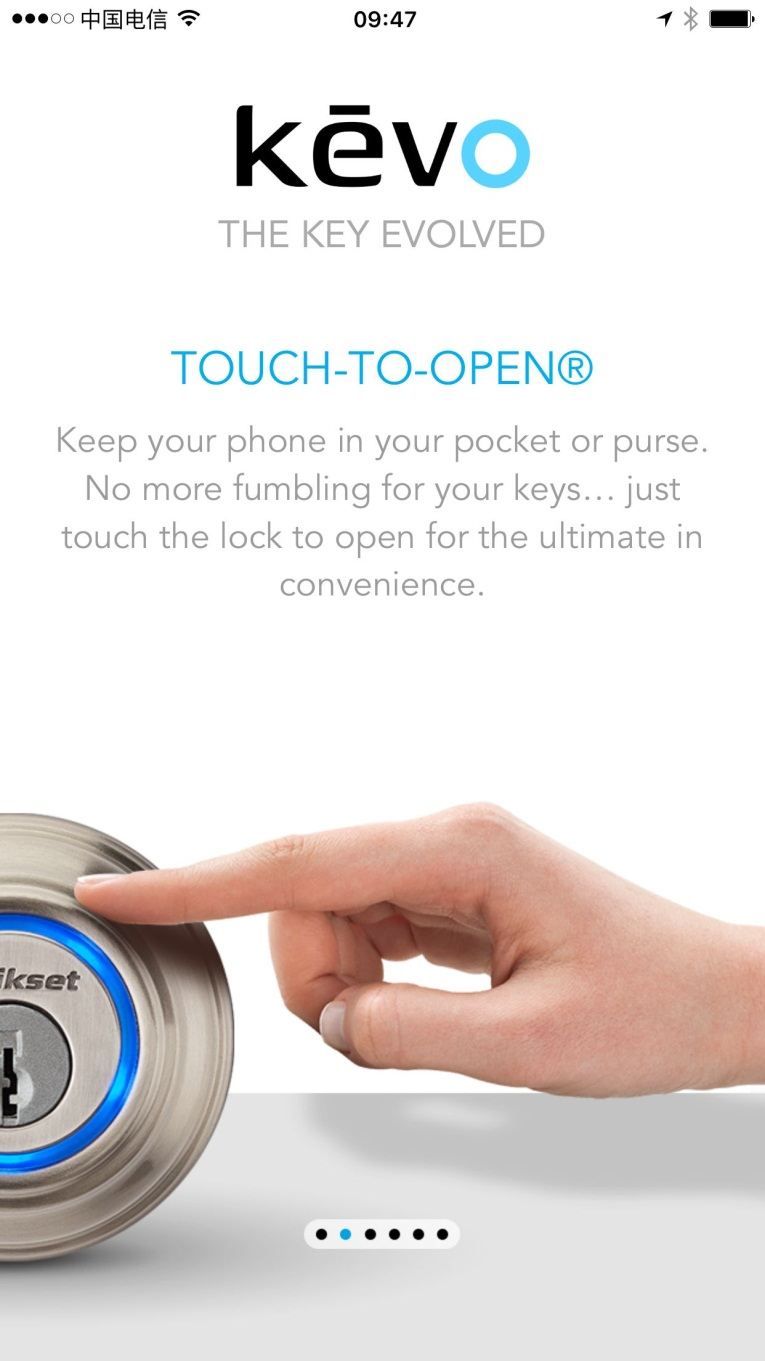 中国电信
09:47
kēvo
THE KEY EVOLVED
TOUCH-TO-OPEN®
Keep your phone in your pocket or purse.
No more fumbling for your keys... just
touch the lock to open for the ultimate in
convenience.
ikset